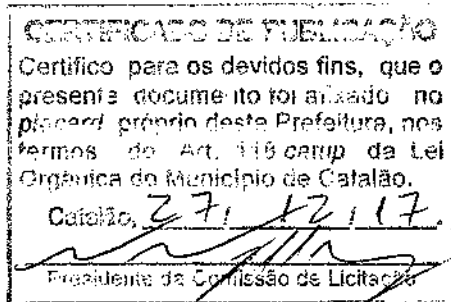 CERTIFICADO DE PUBLICAÇÃO
Certifico para os devidos fins, que o
presente documento foi afixado no
placard próprio desta Prefeitura, nos
termos do Art. 118 caput da Lei
Orgânica do Município de Catalão.
Catalão, 27 / 12 / 17.
Presidente da Comissão de Licitação